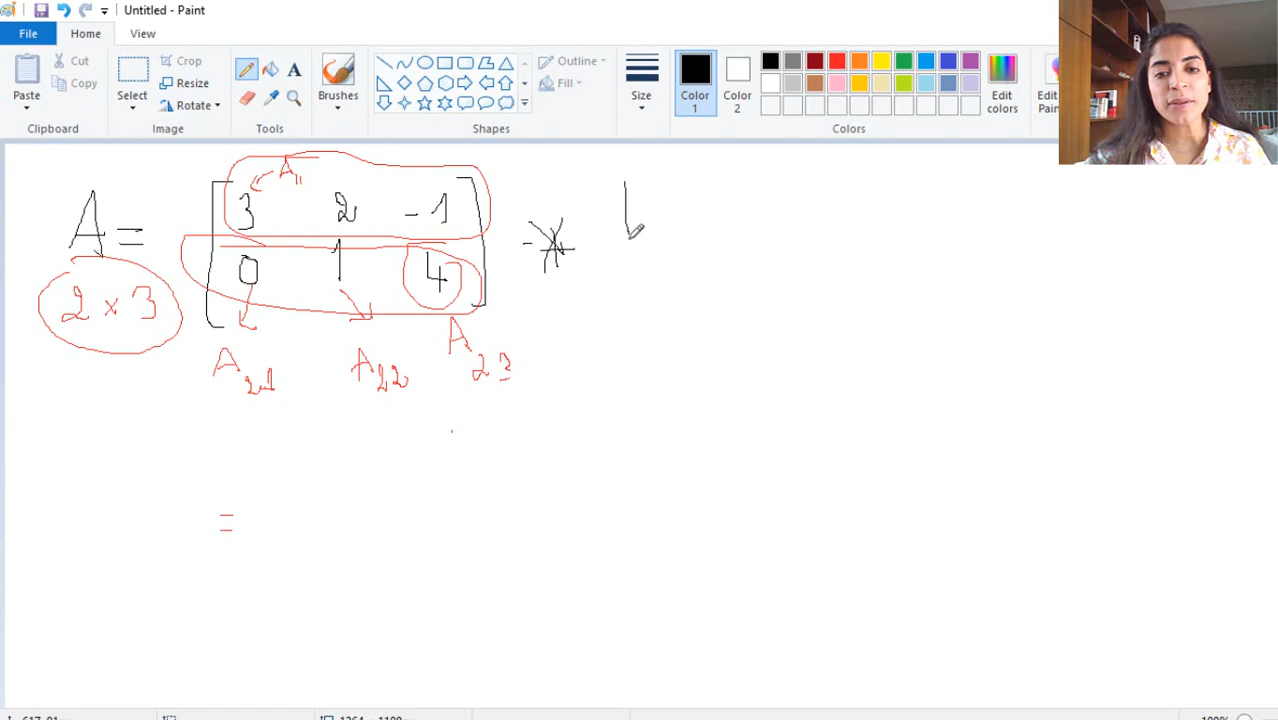 Untitled - Paint
File Home View
Cut
Copy
Paste
Clipboard
Select
Crop
Resize
Rotate
Image
A
Tools
Brushes
Shapes
Outline
Fill
Size
Color 1
Color 2
Colors
Edit colors
A11
A = [ 3 2 -1
0 1 4 ] *
2 x 3
A21 A22 A23
=
100%